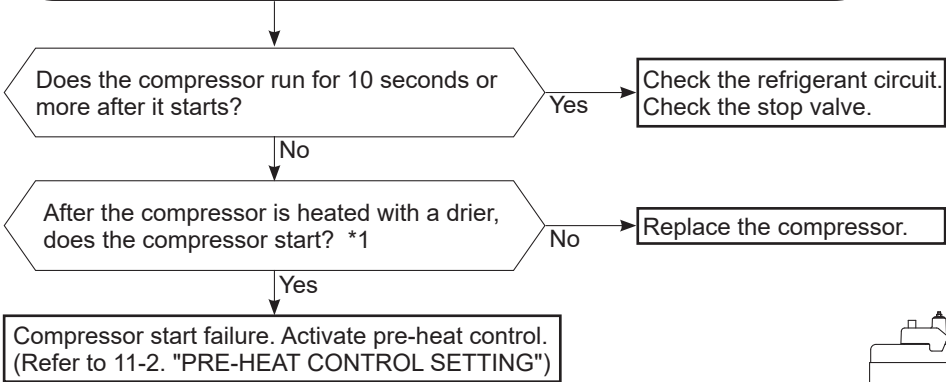 Does the compressor run for 10 seconds or
more after it starts?
Yes
Check the refrigerant circuit.
Check the stop valve.
No
After the compressor is heated with a drier,
does the compressor start? *1
No
Replace the compressor.
Yes
Compressor start failure. Activate pre-heat control.
(Refer to 11-2. "PRE-HEAT CONTROL SETTING")